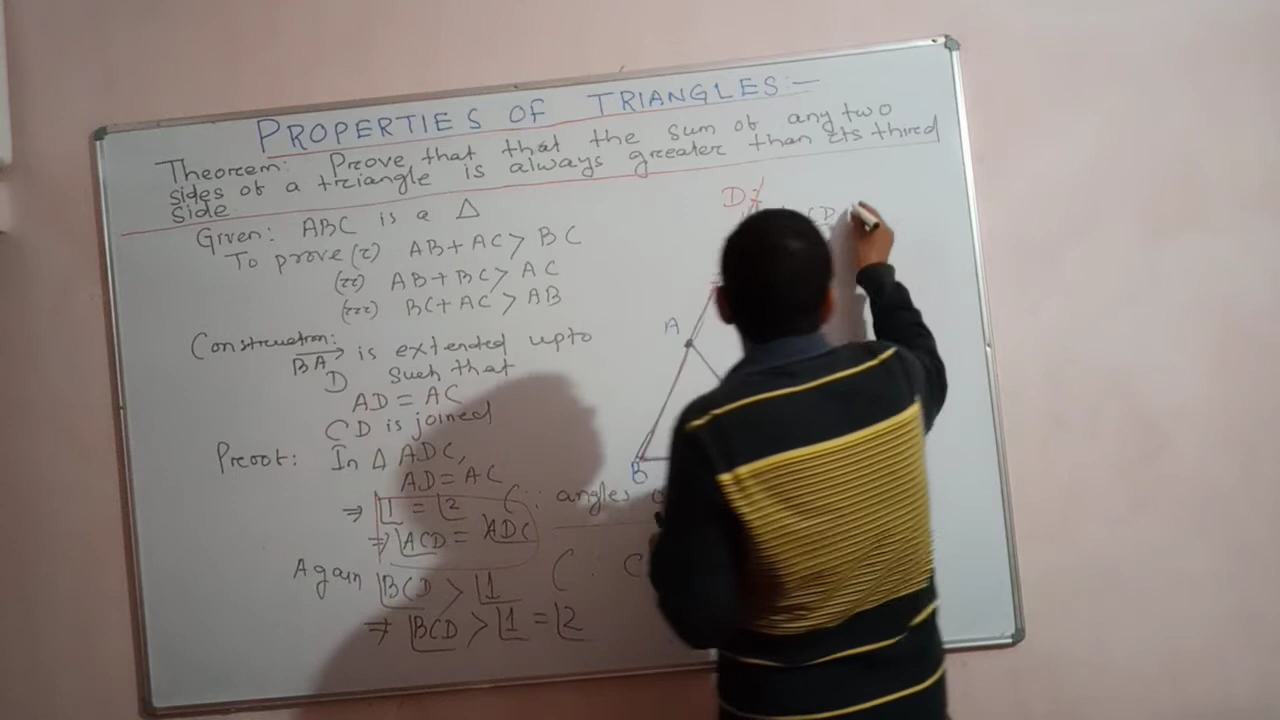 PROPERTIES OF TRIANGLES:-
Theorem: Prove that that the sum of any two
sides of a triangle is always greater than its third
side
Given: ABC is a Δ
To prove (i) AB + AC > BC
(ii) AB + BC > AC
(iii) BC + AC > AB
Construction:
BA→ is extended upto
D such that
AD = AC
CD is joined
Proof: In Δ ADC,
AD = AC
⇒ ∠1 = ∠2 (∵ angles
⇒ ∠ACD = ∠ADC
Again ∠BCD > ∠1 (∵
⇒ ∠BCD > ∠1 = ∠2
D
CD
A
B